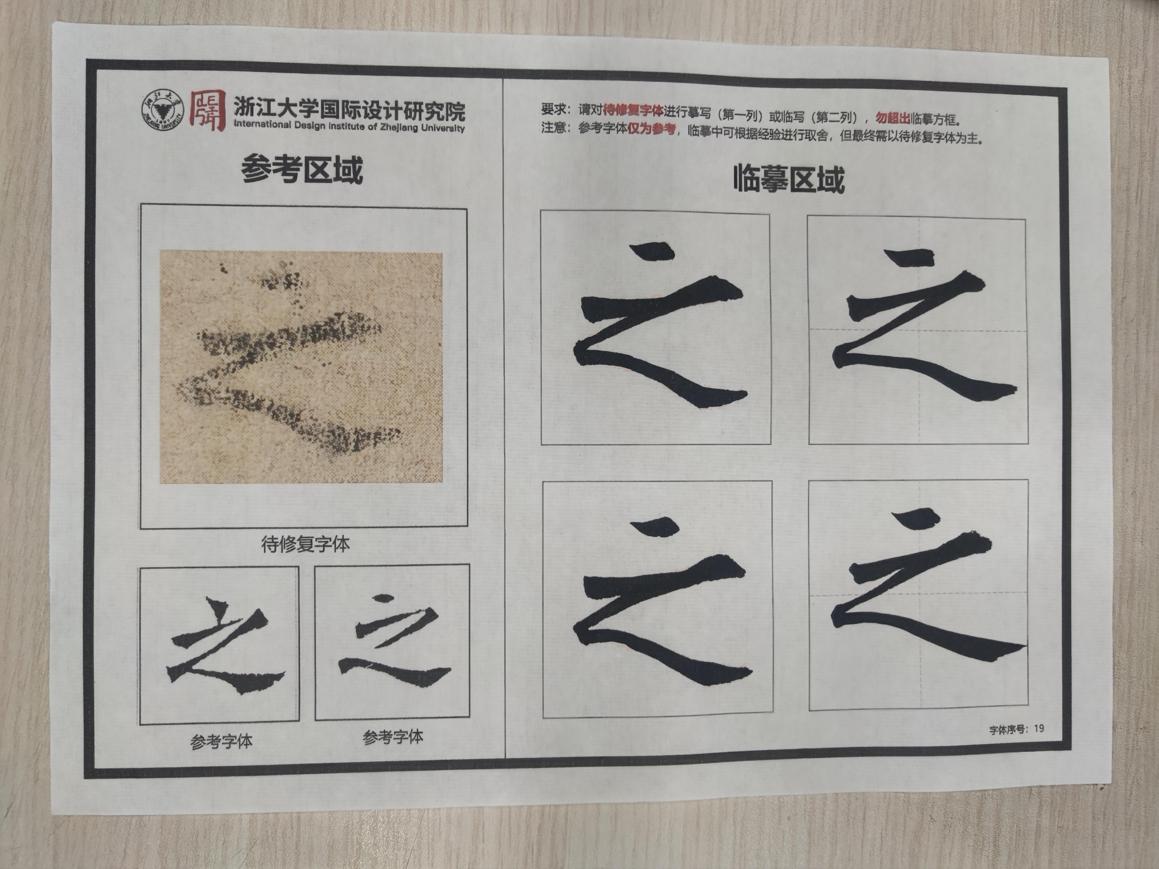 浙江大学国际设计研究院
International Design Institute of Zhejiang University
参考区域
之
待修复字体
之 之
参考字体 参考字体
要求：请对待修复字体进行摹写（第一列）或临写（第二列），勿超出临摹方框。
注意：参考字体仅为参考，临摹中可根据经验进行取舍，但最终需以待修复字体为主。
临摹区域
之 之
之 之
字体序号：19